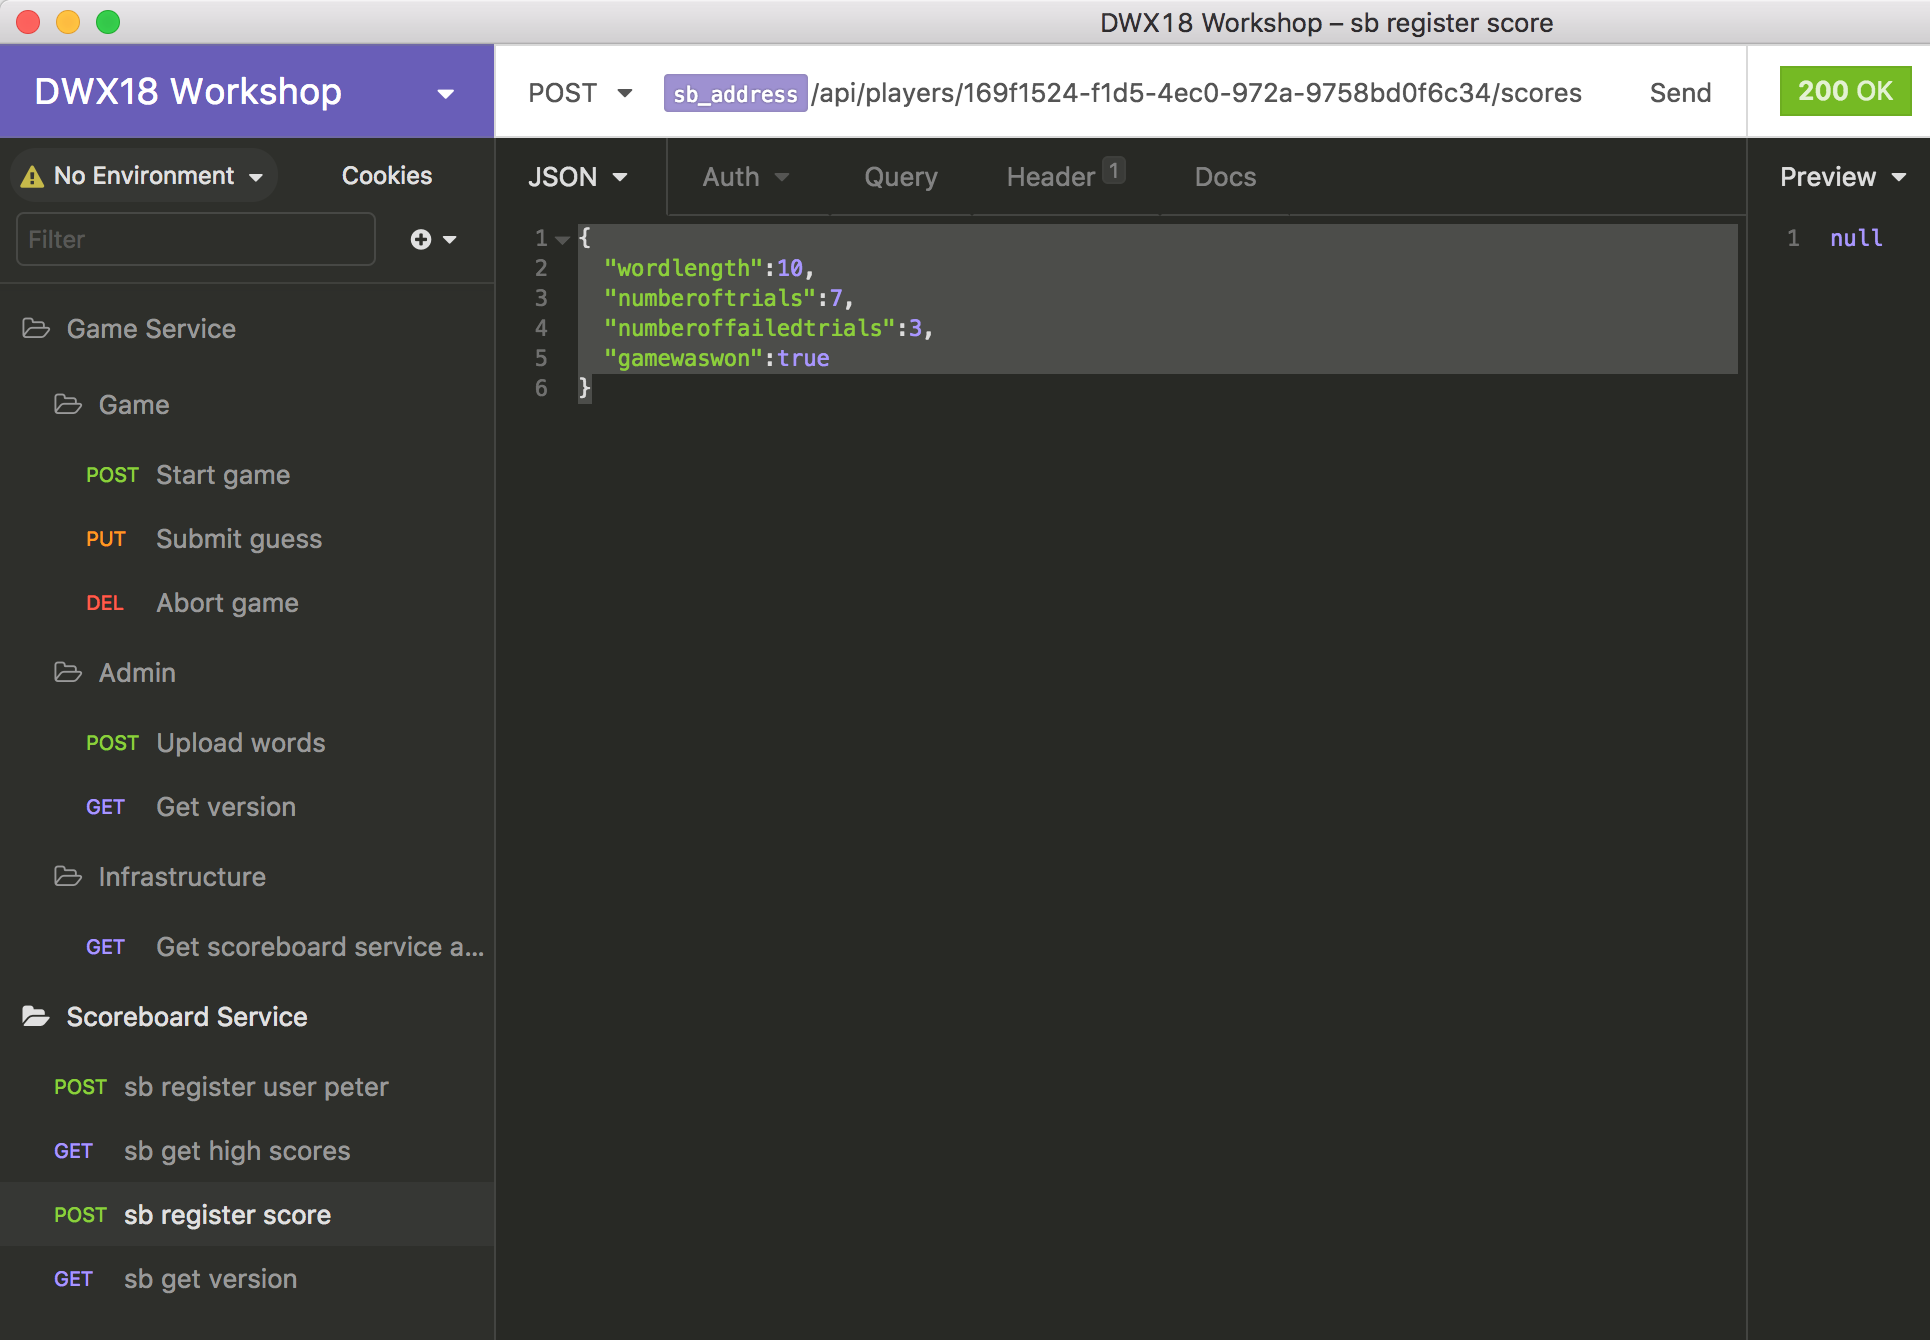 DWX18 Workshop – sb register score
DWX18 Workshop
POST sb_address/api/players/169f1524-f1d5-4ec0-972a-9758bd0f6c34/scores Send
200 OK
No Environment Cookies
Filter
Game Service
Game
POST Start game
PUT Submit guess
DEL Abort game
Admin
POST Upload words
GET Get version
Infrastructure
GET Get scoreboard service a...
Scoreboard Service
POST sb register user peter
GET sb get high scores
POST sb register score
GET sb get version
JSON Auth Query Header 1 Docs
1 {
2 "wordlength":10,
3 "numberoftrials":7,
4 "numberoffailedtrials":3,
5 "gamewaswon":true
6 }
Preview
1 null